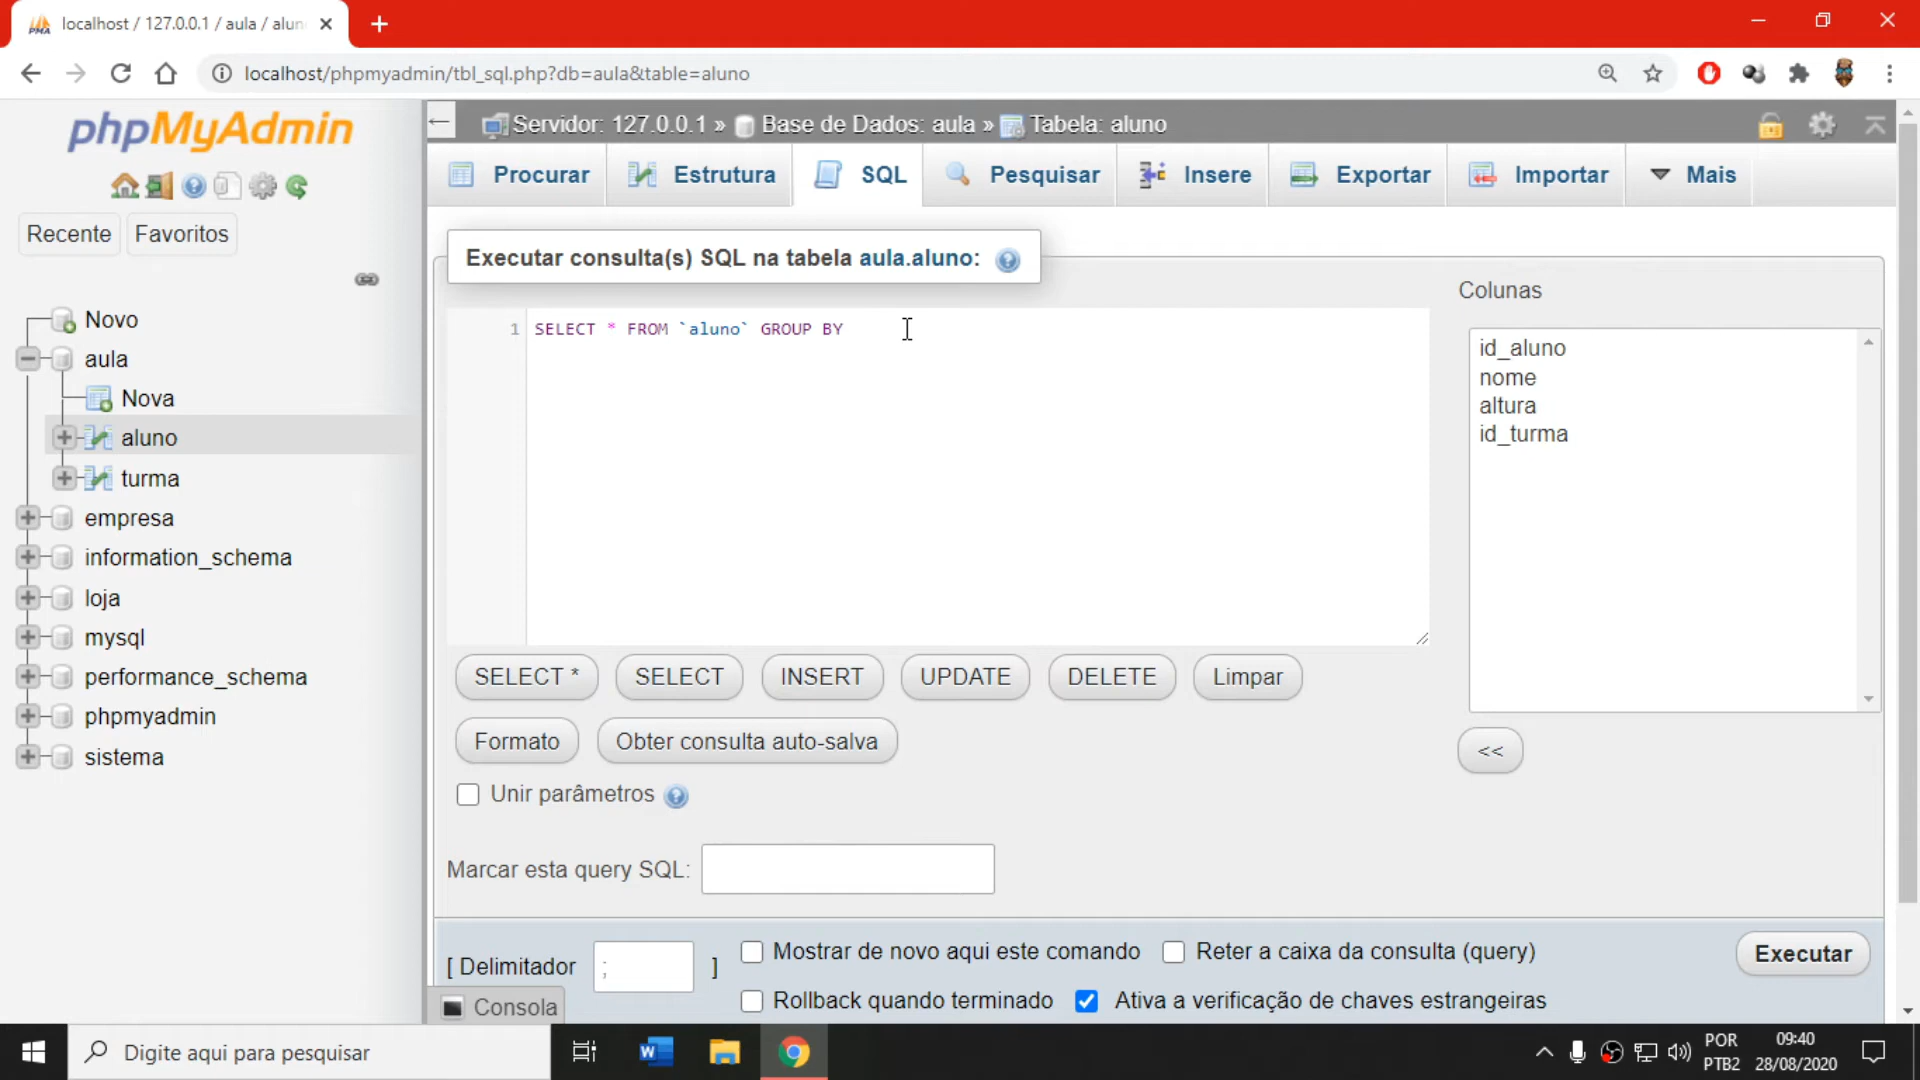 localhost / 127.0.0.1 / aula / alun
localhost/phpmyadmin/tbl_sql.php?db=aula&table=aluno
phpMyAdmin
Recente Favoritos
Novo
aula
Nova
aluno
turma
empresa
information_schema
loja
mysql
performance_schema
phpmyadmin
sistema
Servidor: 127.0.0.1 » Base de Dados: aula » Tabela: aluno
Procurar Estrutura SQL Pesquisar Insere Exportar Importar Mais
Executar consulta(s) SQL na tabela aula.aluno:
1 SELECT * FROM `aluno` GROUP BY
Colunas
id_aluno
nome
altura
id_turma
<<
SELECT * SELECT INSERT UPDATE DELETE Limpar
Formato Obter consulta auto-salva
Unir parâmetros
Marcar esta query SQL:
[ Delimitador ; ]
Mostrar de novo aqui este comando Reter a caixa da consulta (query)
Rollback quando terminado Ativa a verificação de chaves estrangeiras
Executar
Consola
Digite aqui para pesquisar
POR
PTB2
09:40
28/08/2020